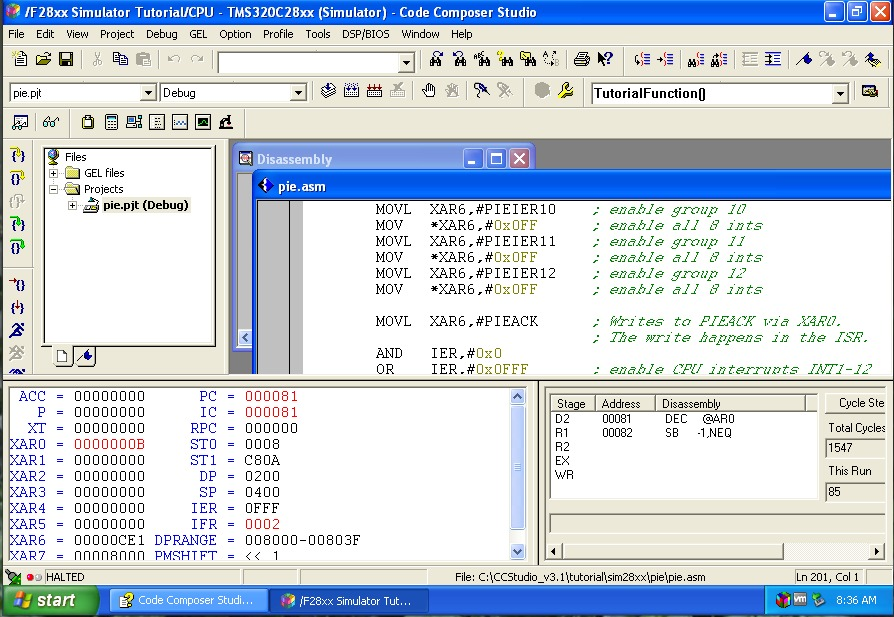 /F28xx Simulator Tutorial/CPU - TMS320C28xx (Simulator) - Code Composer Studio
File Edit View Project Debug GEL Option Profile Tools DSP/BIOS Window Help
pie.pjt Debug TutorialFunction()
Files
GEL files
Projects
pie.pjt (Debug)
Disassembly
pie.asm
MOVL XAR6,#PIEIER10 ; enable group 10
MOV *XAR6,#0x0FF ; enable all 8 ints
MOVL XAR6,#PIEIER11 ; enable group 11
MOV *XAR6,#0x0FF ; enable all 8 ints
MOVL XAR6,#PIEIER12 ; enable group 12
MOV *XAR6,#0x0FF ; enable all 8 ints
MOVL XAR6,#PIEACK ; Writes to PIEACK via XAR0.
; The write happens in the ISR.
AND IER,#0x0
OR IER,#0x0FFF ; enable CPU interrupts INT1-12
ACC = 00000000 PC = 000081
P = 00000000 IC = 000081
XT = 00000000 RPC = 000000
XAR0 = 0000000B ST0 = 0008
XAR1 = 00000000 ST1 = C80A
XAR2 = 00000000 DP = 0200
XAR3 = 00000000 SP = 0400
XAR4 = 00000000 IER = 0FFF
XAR5 = 00000000 IFR = 0002
XAR6 = 00000CE1 DPRANGE = 008000-00803F
XAR7 = 00008000 PMSHIFT = << 1
Stage Address Disassembly
D2 00081 DEC @AR0
R1 00082 SB -1,NEQ
R2
EX
WR
Cycle Ste
Total Cycles
1547
This Run
85
HALTED File: C:\CCStudio_v3.1\tutorial\sim28xx\pie\pie.asm Ln 201, Col 1
start Code Composer Studi... /F28xx Simulator Tut... vm 8:36 AM